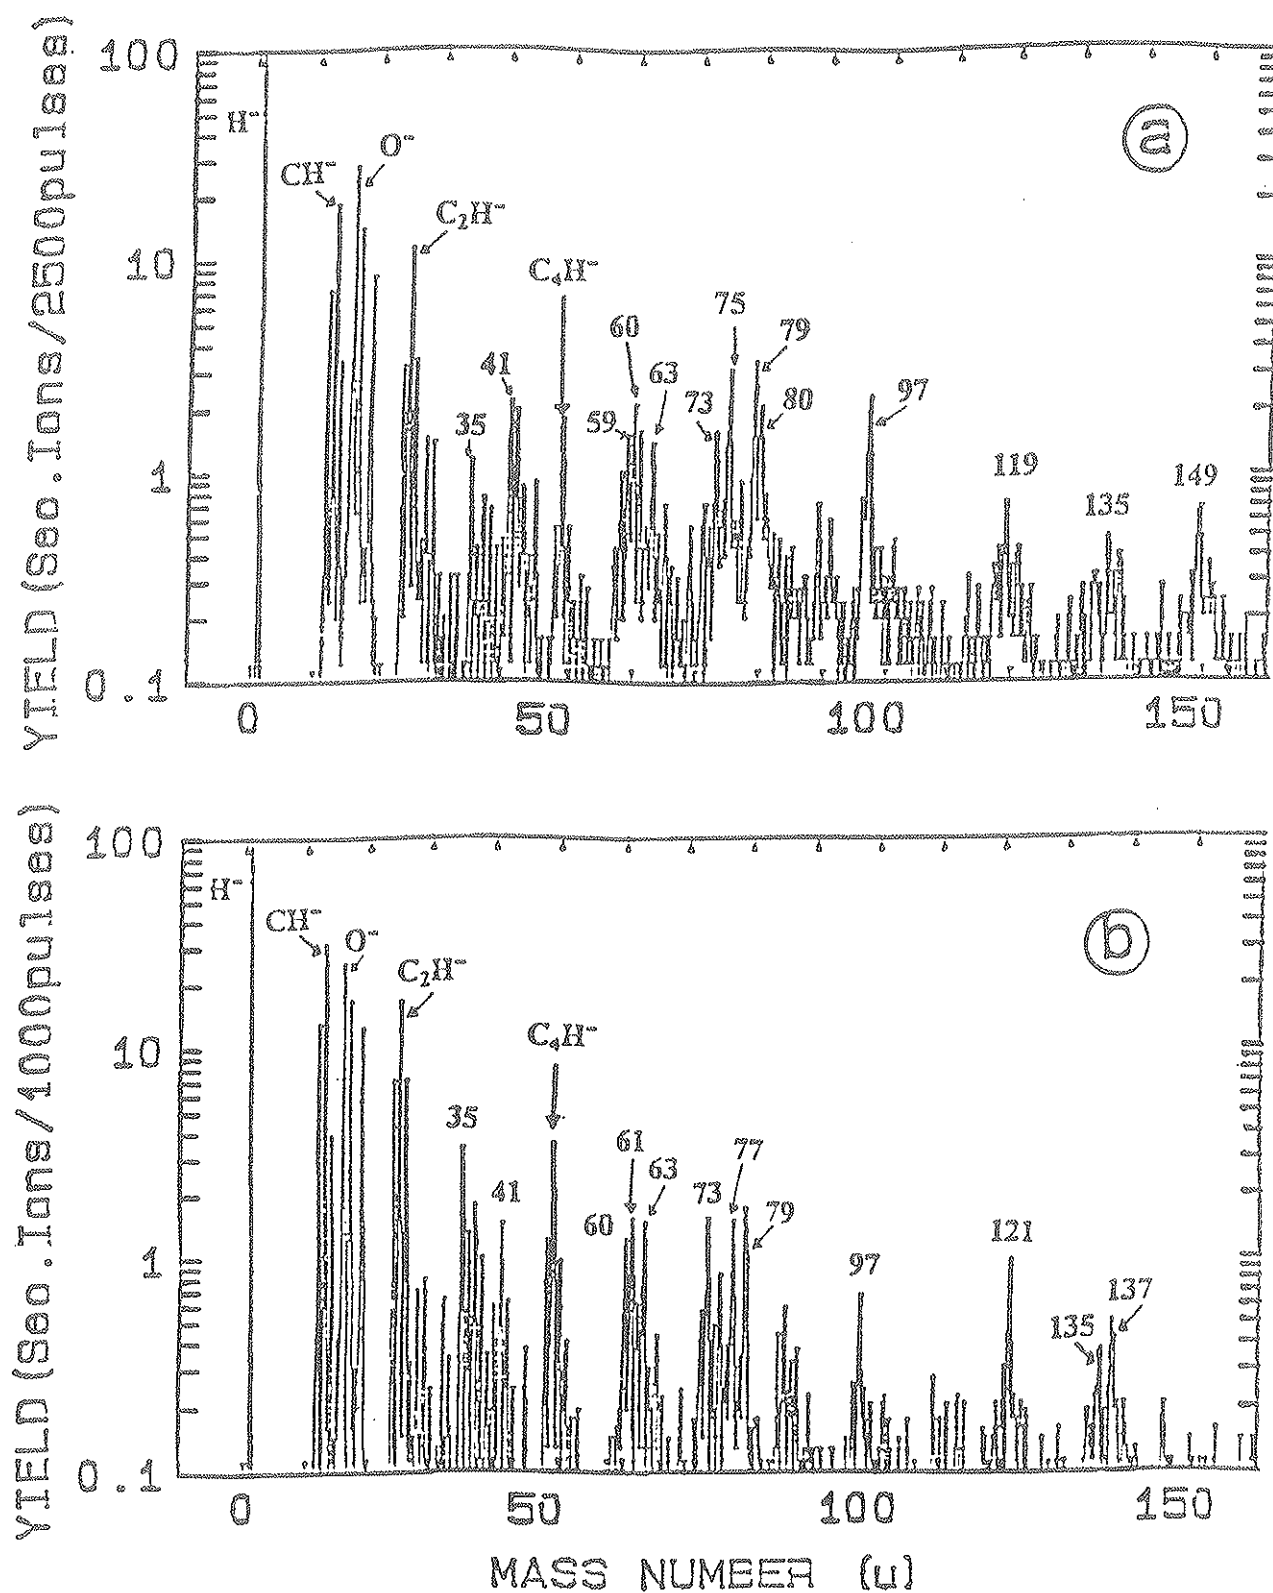 YIELD(Sec.Ions/2500pulses)
100
10
1
0.1
H⁻
CH⁻
O⁻
C₂H⁻
C₄H⁻
35
41
59
60
63
73
75
79
80
97
119
135
149
a
0
50
100
150
YIELD(Sec.Ions/1000pulses)
100
10
1
0.1
H⁻
CH⁻
O⁻
C₂H⁻
C₄H⁻
35
41
60
61
63
73
77
79
97
121
135
137
b
0
50
100
150
MASS NUMBER (u)